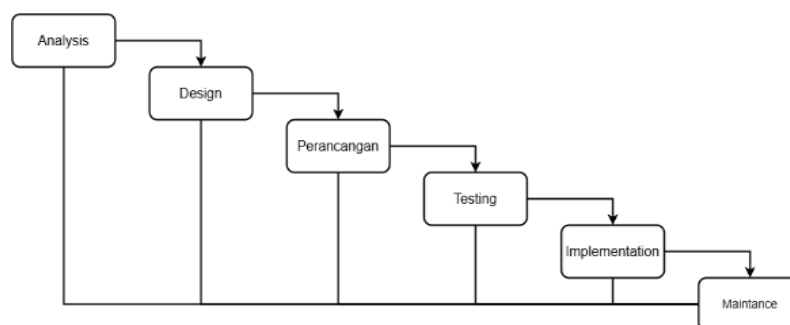 Analysis
Design
Perancangan
Testing
Implementation
Maintance